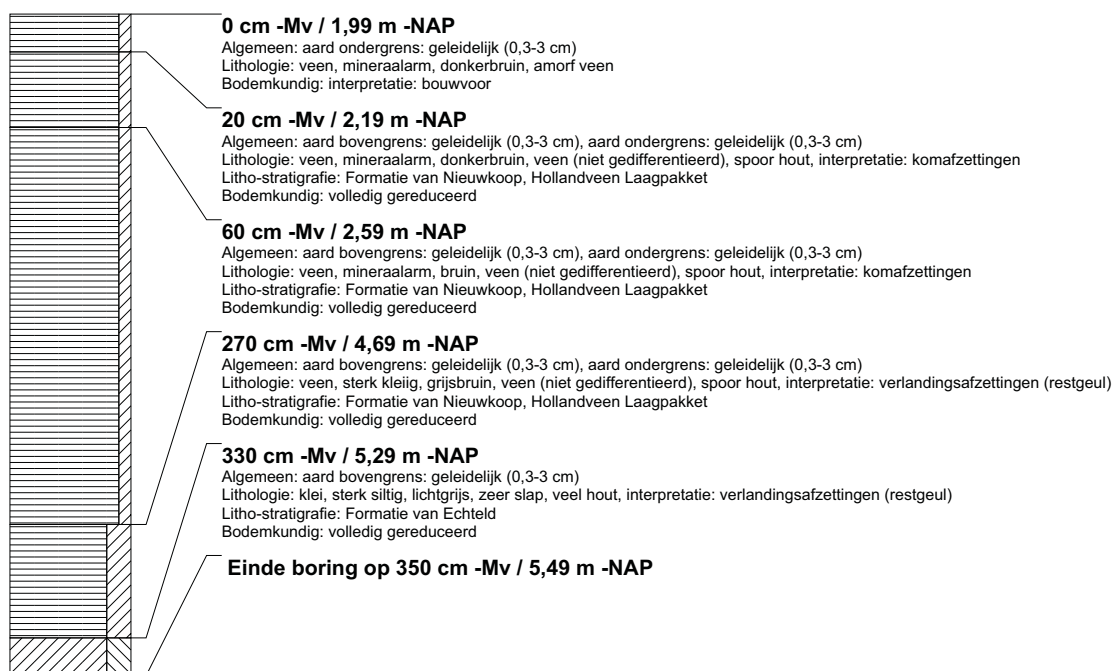 0 cm -Mv / 1,99 m -NAP
Algemeen: aard ondergrens: geleidelijk (0,3-3 cm)
Lithologie: veen, mineraalarm, donkerbruin, amorf veen
Bodemkundig: interpretatie: bouwvoor
20 cm -Mv / 2,19 m -NAP
Algemeen: aard bovengrens: geleidelijk (0,3-3 cm), aard ondergrens: geleidelijk (0,3-3 cm)
Lithologie: veen, mineraalarm, donkerbruin, veen (niet gedifferentieerd), spoor hout, interpretatie: komafzettingen
Litho-stratigrafie: Formatie van Nieuwkoop, Hollandveen Laagpakket
Bodemkundig: volledig gereduceerd
60 cm -Mv / 2,59 m -NAP
Algemeen: aard bovengrens: geleidelijk (0,3-3 cm), aard ondergrens: geleidelijk (0,3-3 cm)
Lithologie: veen, mineraalarm, bruin, veen (niet gedifferentieerd), spoor hout, interpretatie: komafzettingen
Litho-stratigrafie: Formatie van Nieuwkoop, Hollandveen Laagpakket
Bodemkundig: volledig gereduceerd
270 cm -Mv / 4,69 m -NAP
Algemeen: aard bovengrens: geleidelijk (0,3-3 cm), aard ondergrens: geleidelijk (0,3-3 cm)
Lithologie: veen, sterk kleiig, grijsbruin, veen (niet gedifferentieerd), spoor hout, interpretatie: verlandingsafzettingen (restgeul)
Litho-stratigrafie: Formatie van Nieuwkoop, Hollandveen Laagpakket
Bodemkundig: volledig gereduceerd
330 cm -Mv / 5,29 m -NAP
Algemeen: aard bovengrens: geleidelijk (0,3-3 cm)
Lithologie: klei, sterk siltig, lichtgrijs, zeer slap, veel hout, interpretatie: verlandingsafzettingen (restgeul)
Litho-stratigrafie: Formatie van Echteld
Bodemkundig: volledig gereduceerd
Einde boring op 350 cm -Mv / 5,49 m -NAP